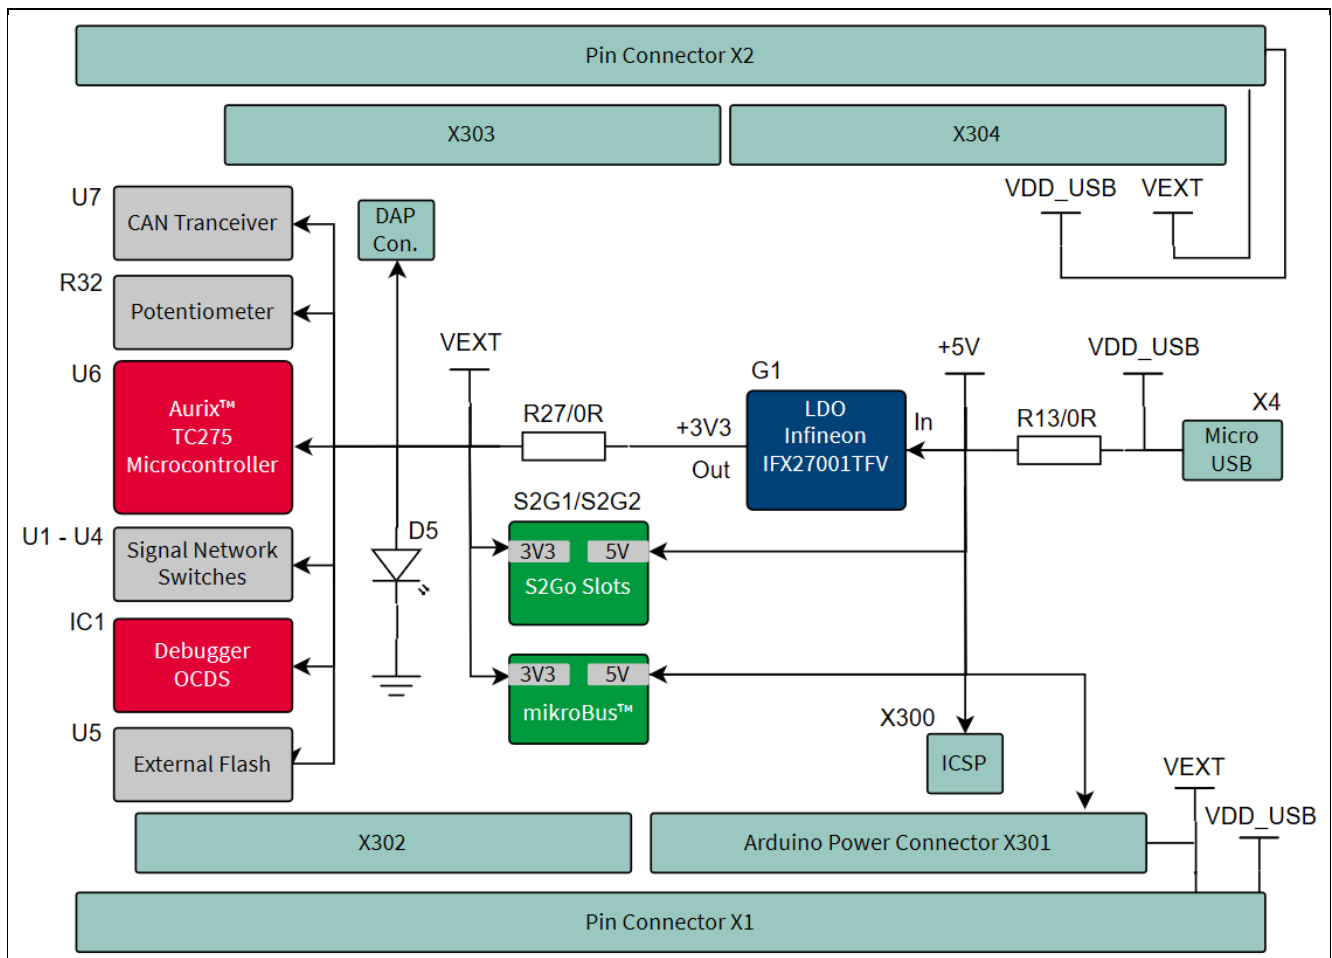 Pin Connector X2
X303
X304
VDD_USB
VEXT
U7
CAN Tranceiver
DAP
Con.
R32
Potentiometer
VEXT
+5V
VDD_USB
U6
Aurix™
TC275
Microcontroller
R27/0R
+3V3
Out
G1
LDO
Infineon
IFX27001TFV
In
R13/0R
X4
Micro
USB
U1 - U4
Signal Network
Switches
D5
S2G1/S2G2
3V3
5V
S2Go Slots
IC1
Debugger
OCDS
3V3
5V
mikroBus™
U5
External Flash
X300
ICSP
VEXT
VDD_USB
X302
Arduino Power Connector X301
Pin Connector X1